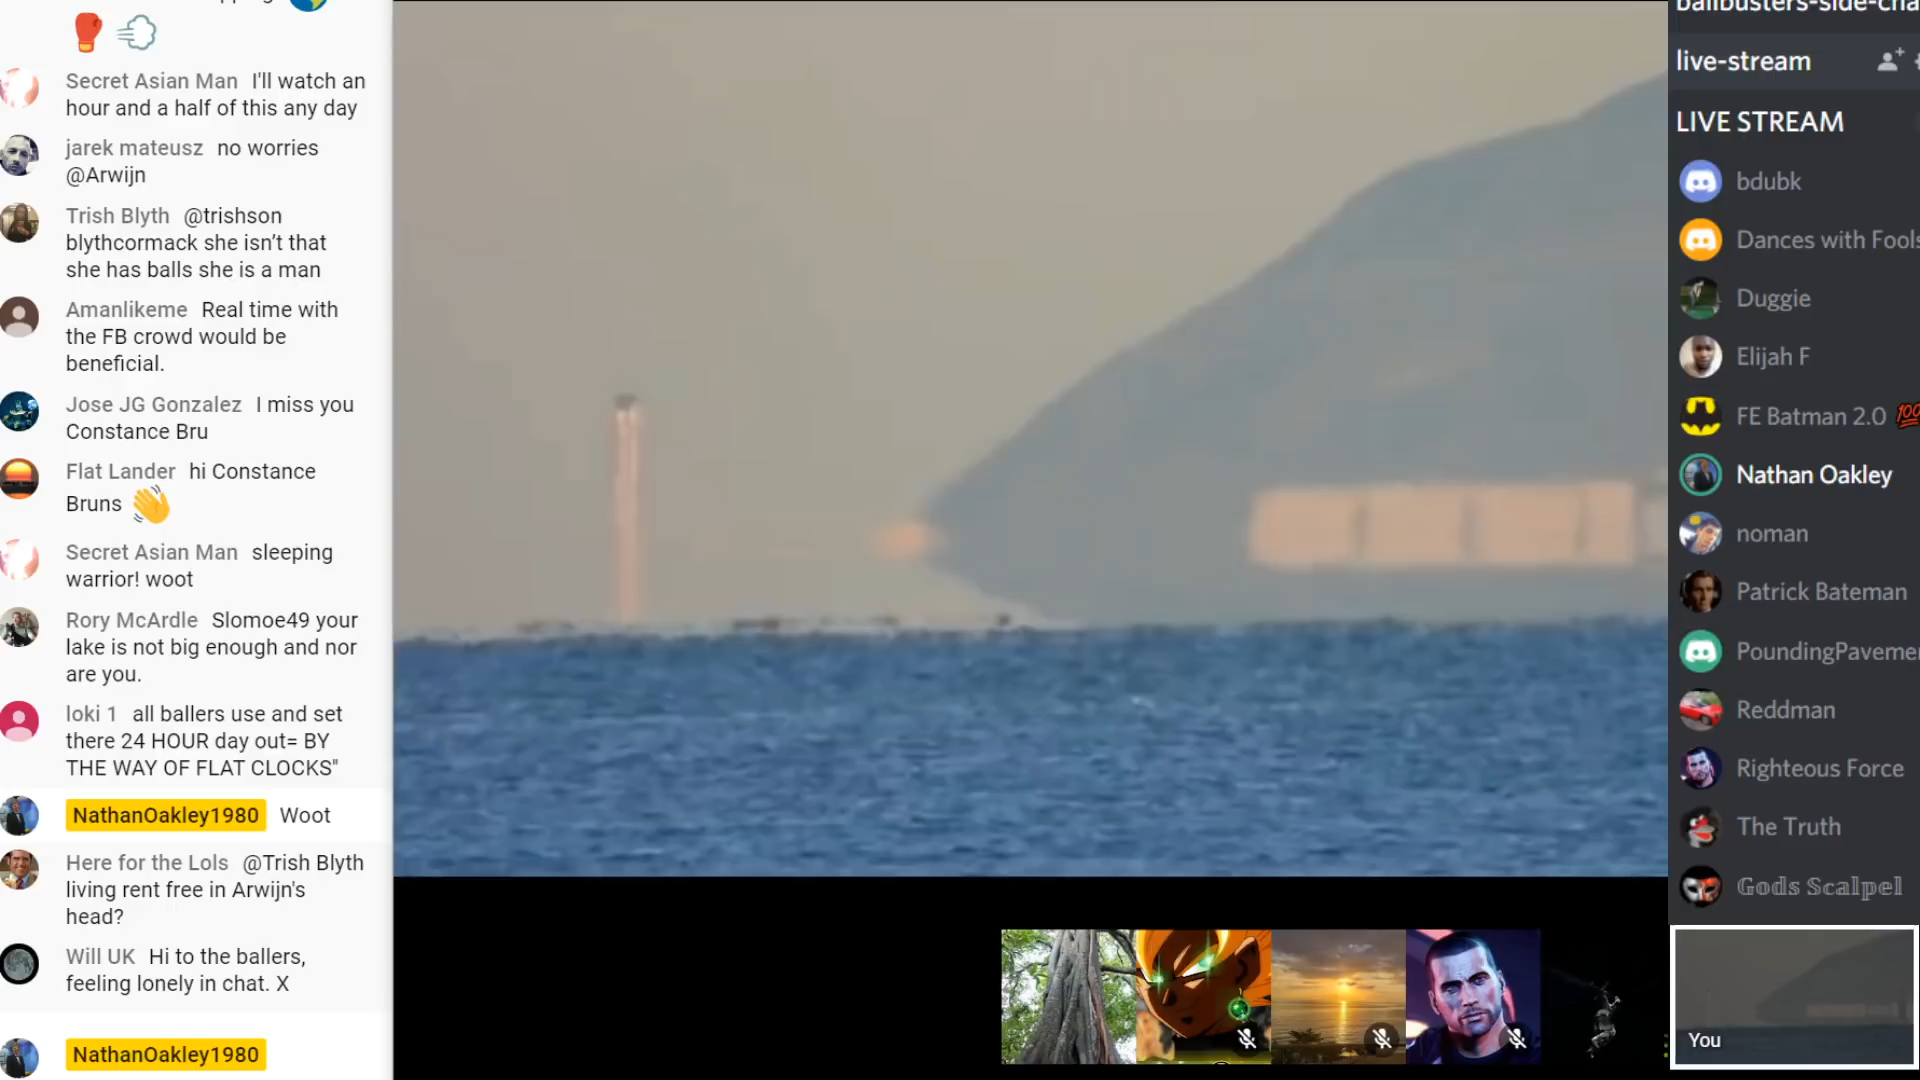 Secret Asian Man I'll watch an
hour and a half of this any day
jarek mateusz no worries
@Arwijn
Trish Blyth @trishson
blythcormack she isn’t that
she has balls she is a man
Amanlikeme Real time with
the FB crowd would be
beneficial.
Jose JG Gonzalez I miss you
Constance Bru
Flat Lander hi Constance
Bruns 👋
Secret Asian Man sleeping
warrior! woot
Rory McArdle Slomoe49 your
lake is not big enough and nor
are you.
loki 1 all ballers use and set
there 24 HOUR day out= BY
THE WAY OF FLAT CLOCKS"
NathanOakley1980 Woot
Here for the Lols @Trish Blyth
living rent free in Arwijn's
head?
Will UK Hi to the ballers,
feeling lonely in chat. X
NathanOakley1980
live-stream
LIVE STREAM
bdubk
Dances with Fools
Duggie
Elijah F
FE Batman 2.0 💯
Nathan Oakley
noman
Patrick Bateman
PoundingPaveme
Reddman
Righteous Force
The Truth
Gods Scalpel
You